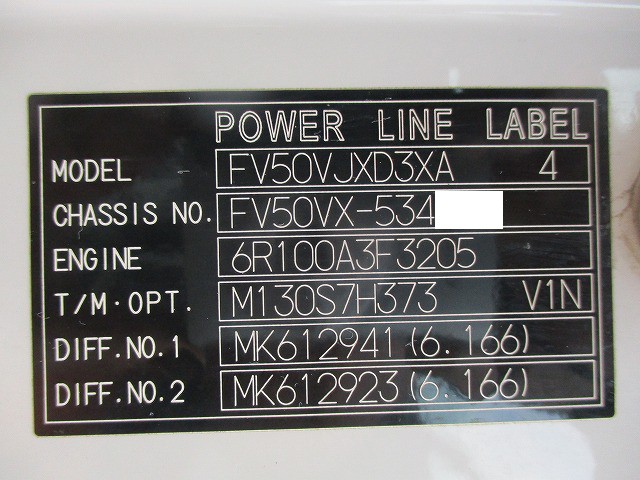 POWER LINE LABEL
MODEL FV50VJXD3XA 4
CHASSIS NO. FV50VX-534
ENGINE 6R100A3F3205
T/M·OPT. M130S7H373 V1N
DIFF.NO.1 MK612941(6.166)
DIFF.NO.2 MK612923(6.166)